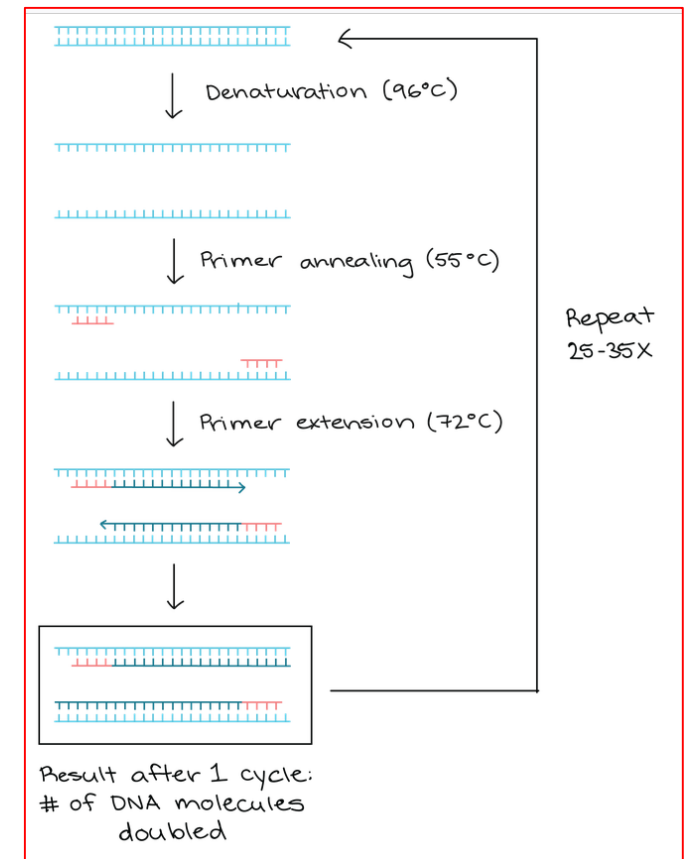 Denaturation (96°C)
Primer annealing (55°C)
Repeat
25-35X
Primer extension (72°C)
Result after 1 cycle:
# of DNA molecules
doubled